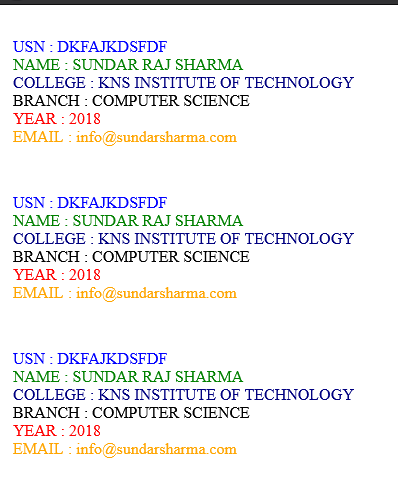 USN : DKFAJKDSFDF
NAME : SUNDAR RAJ SHARMA
COLLEGE : KNS INSTITUTE OF TECHNOLOGY
BRANCH : COMPUTER SCIENCE
YEAR : 2018
EMAIL : info@sundarsharma.com
USN : DKFAJKDSFDF
NAME : SUNDAR RAJ SHARMA
COLLEGE : KNS INSTITUTE OF TECHNOLOGY
BRANCH : COMPUTER SCIENCE
YEAR : 2018
EMAIL : info@sundarsharma.com
USN : DKFAJKDSFDF
NAME : SUNDAR RAJ SHARMA
COLLEGE : KNS INSTITUTE OF TECHNOLOGY
BRANCH : COMPUTER SCIENCE
YEAR : 2018
EMAIL : info@sundarsharma.com